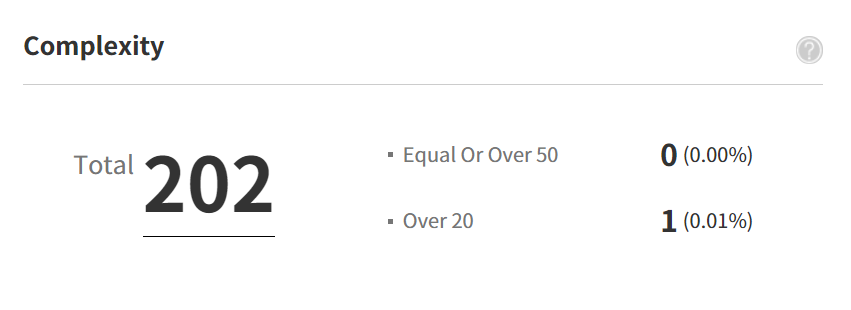 Complexity
?
Total 202
Equal Or Over 50 0 (0.00%)
Over 20 1 (0.01%)